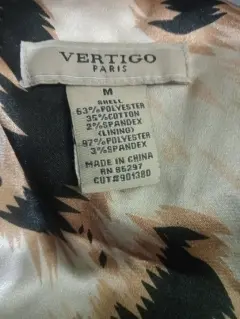 VERTIGO
PARIS
M
SHELL
63%POLYESTER
35%COTTON
2%SPANDEX
(LINING)
97%POLYESTER
3%SPANDEX
MADE IN CHINA
RN 86297
CUT#901380